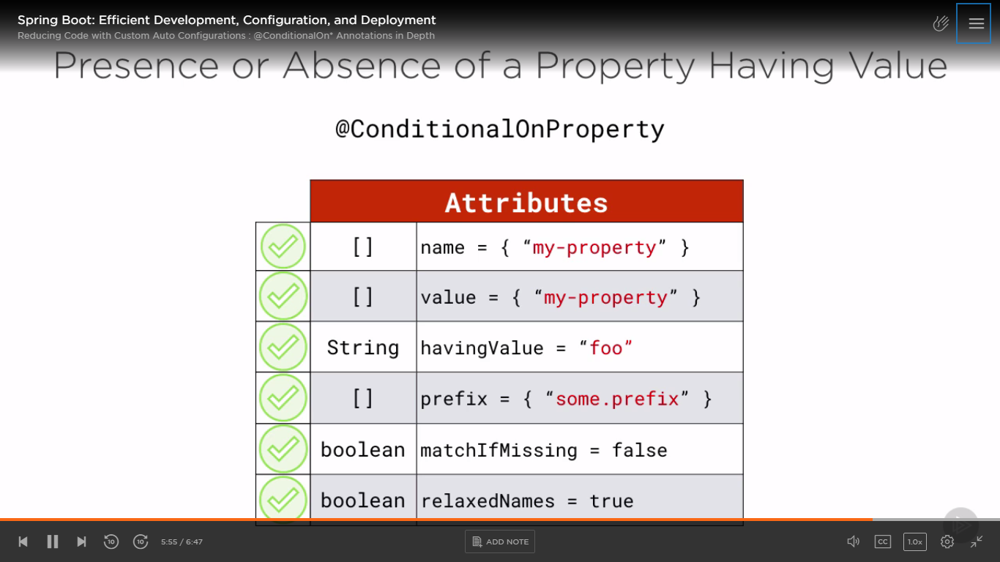 Spring Boot: Efficient Development, Configuration, and Deployment
Reducing Code with Custom Auto Configurations : @ConditionalOn* Annotations in Depth
Presence or Absence of a Property Having Value
@ConditionalOnProperty
Attributes
[] name = { “my-property” }
[] value = { “my-property” }
String havingValue = “foo”
[] prefix = { “some.prefix” }
boolean matchIfMissing = false
boolean relaxedNames = true
10 10 5:55 / 6:47 ADD NOTE CC 1.0x